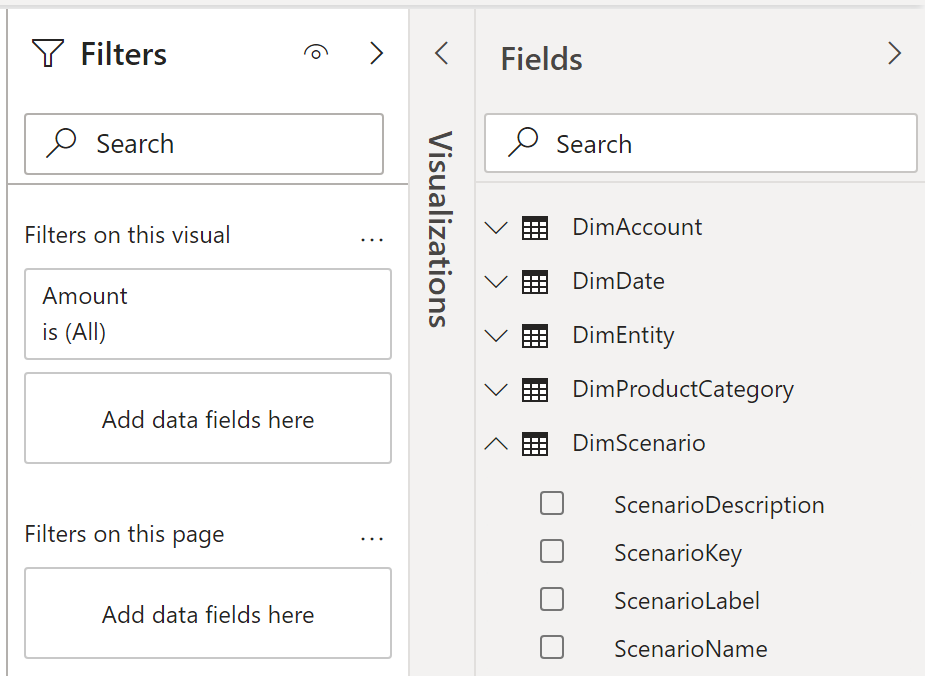 Filters
Search
Filters on this visual
...
Amount
is (All)
Add data fields here
Filters on this page
...
Add data fields here
Visualizations
Fields
Search
DimAccount
DimDate
DimEntity
DimProductCategory
DimScenario
ScenarioDescription
ScenarioKey
ScenarioLabel
ScenarioName